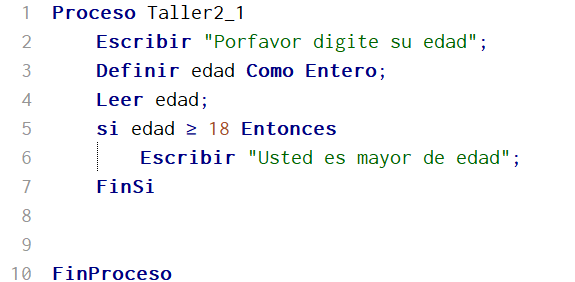 1 Proceso Taller2_1
2 Escribir "Porfavor digite su edad";
3 Definir edad Como Entero;
4 Leer edad;
5 si edad ≥ 18 Entonces
6 Escribir "Usted es mayor de edad";
7 FinSi
8
9
10 FinProceso